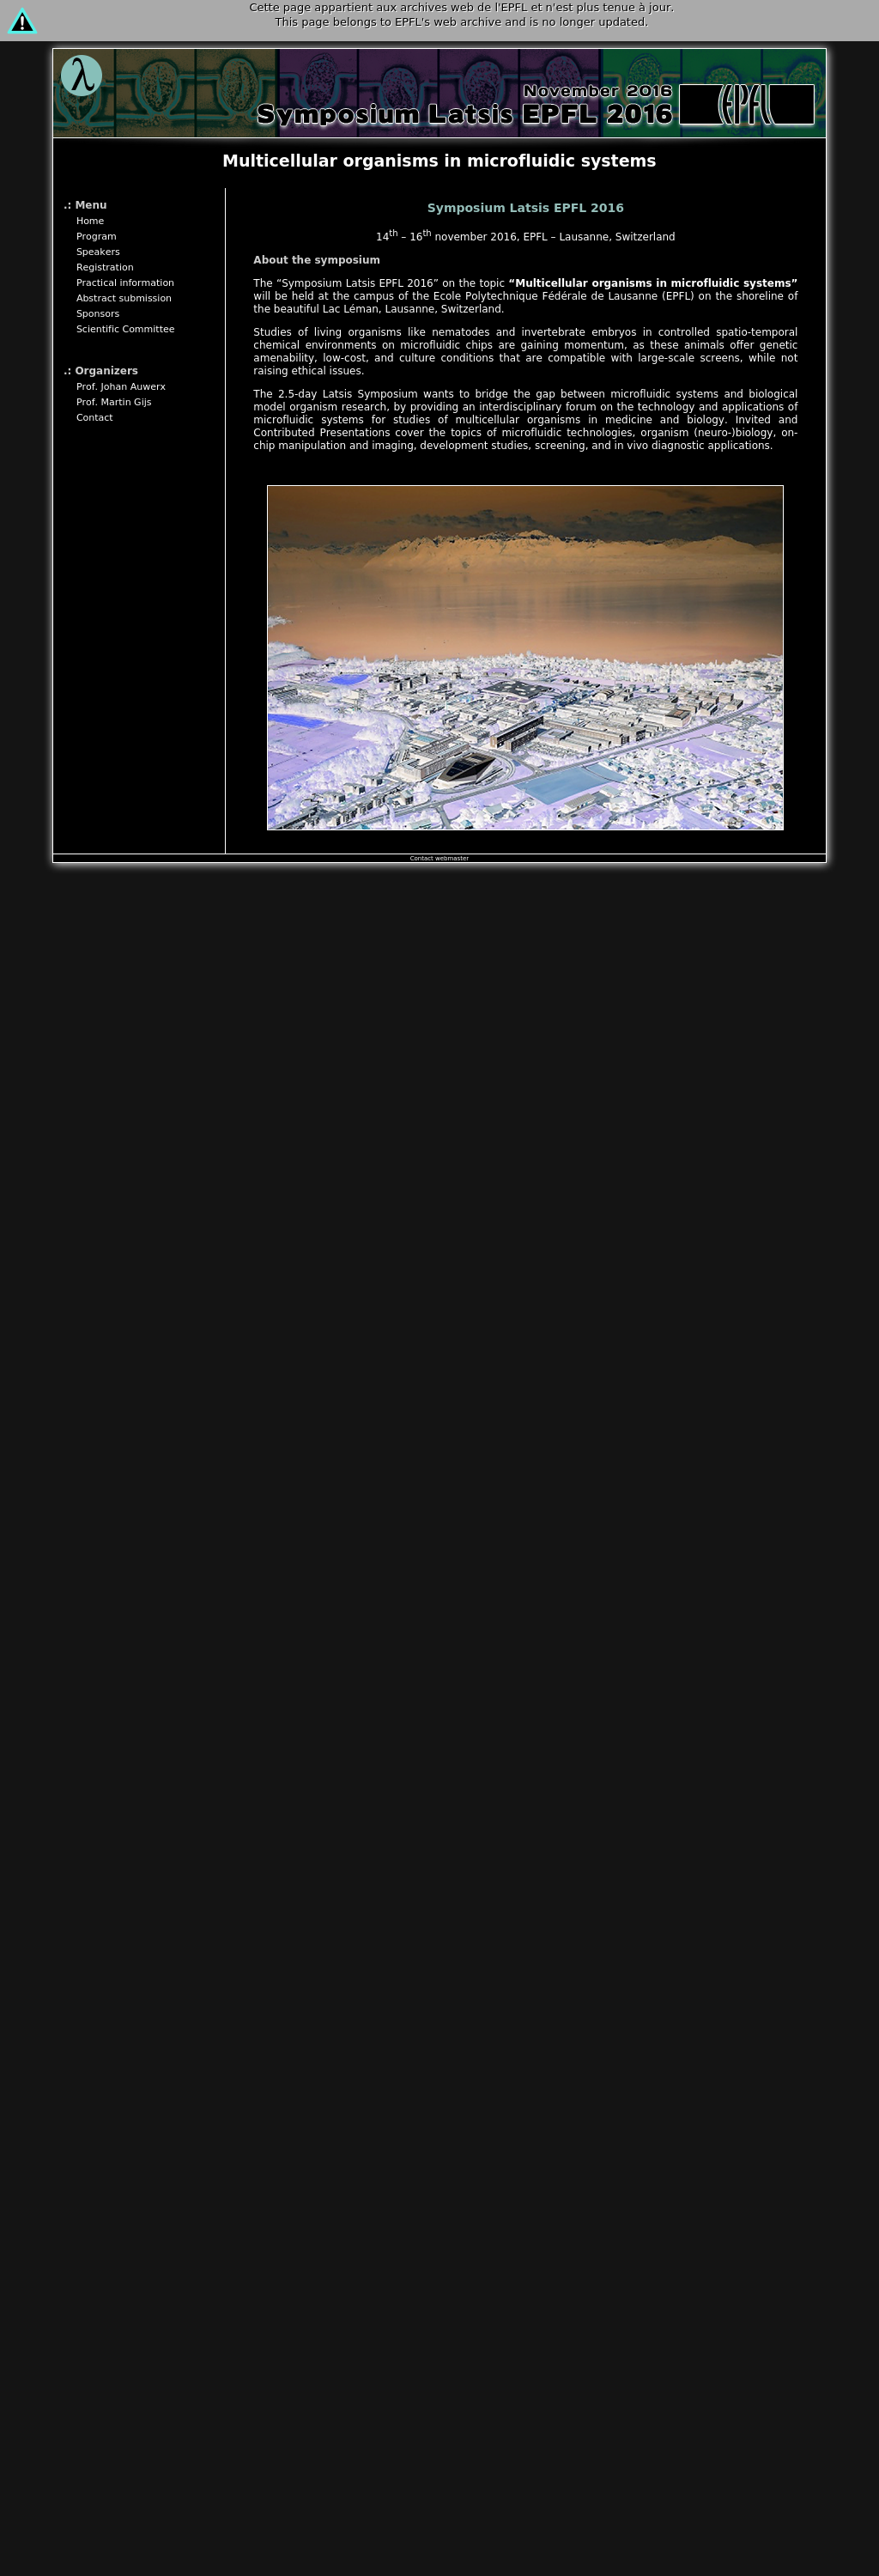 Cette page appartient aux archives web de l'EPFL et n'est plus tenue à jour.
This page belongs to EPFL's web archive and is no longer updated.
λ
November 2016
Symposium Latsis EPFL 2016
EPFL
Multicellular organisms in microfluidic systems
.: Menu
Home
Program
Speakers
Registration
Practical information
Abstract submission
Sponsors
Scientific Committee
.: Organizers
Prof. Johan Auwerx
Prof. Martin Gijs
Contact
Symposium Latsis EPFL 2016
14th – 16th november 2016, EPFL – Lausanne, Switzerland
About the symposium
The “Symposium Latsis EPFL 2016” on the topic “Multicellular organisms in microfluidic systems”
will be held at the campus of the Ecole Polytechnique Fédérale de Lausanne (EPFL) on the shoreline of
the beautiful Lac Léman, Lausanne, Switzerland.
Studies of living organisms like nematodes and invertebrate embryos in controlled spatio-temporal
chemical environments on microfluidic chips are gaining momentum, as these animals offer genetic
amenability, low-cost, and culture conditions that are compatible with large-scale screens, while not
raising ethical issues.
The 2.5-day Latsis Symposium wants to bridge the gap between microfluidic systems and biological
model organism research, by providing an interdisciplinary forum on the technology and applications of
microfluidic systems for studies of multicellular organisms in medicine and biology. Invited and
Contributed Presentations cover the topics of microfluidic technologies, organism (neuro-)biology, on-
chip manipulation and imaging, development studies, screening, and in vivo diagnostic applications.
Contact webmaster